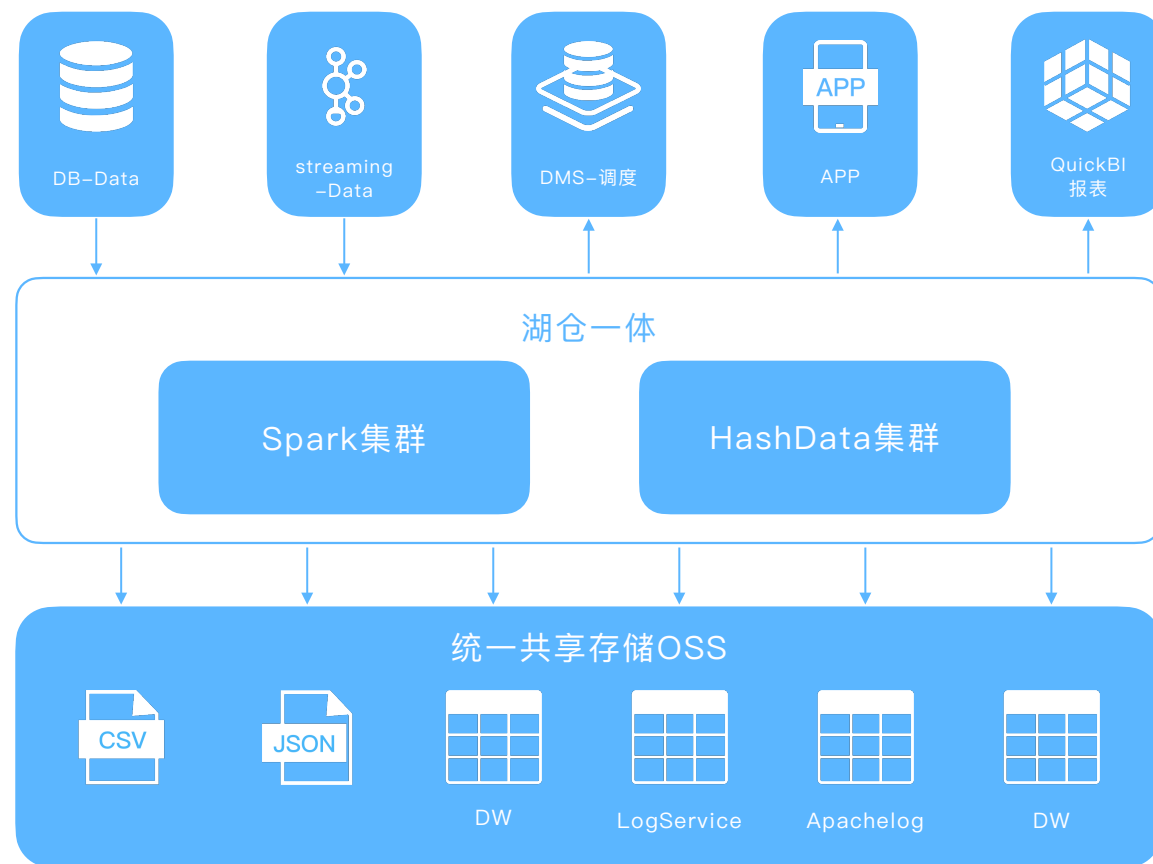 DB-Data
streaming
-Data
DMS-调度
APP
APP
QuickBI
报表
湖仓一体
Spark集群
HashData集群
统一共享存储OSS
CSV
JSON
DW
LogService
Apachelog
DW